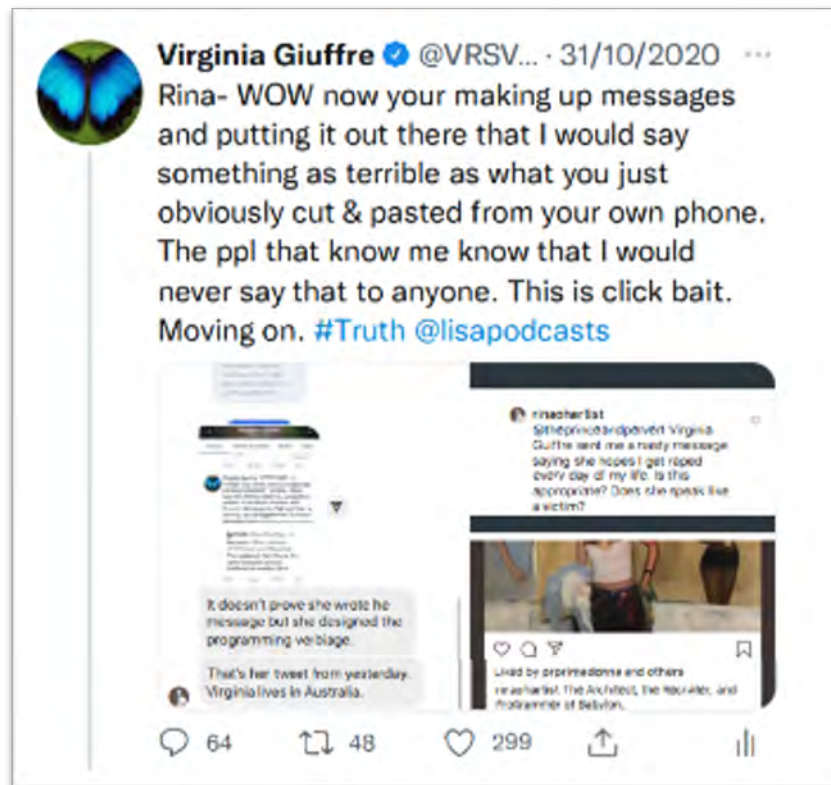 Virginia Giuffre @VRSV... · 31/10/2020 ...
Rina- WOW now your making up messages
and putting it out there that I would say
something as terrible as what you just
obviously cut & pasted from your own phone.
The ppl that know me know that I would
never say that to anyone. This is click bait.
Moving on. #Truth @lisapodcasts
It doesn't prove she wrote he
message but she designed the
programming verbiage.
That's her tweet from yesterday.
Virginia lives in Australia.
rinaohartist
@theprinceandpervert Virginia
Guiffre sent me a nasty message
saying she hopes I get raped
every day of my life. Is this
appropriate? Does she speak like
a victim?
Liked by prprimadonna and others
rinaohartist The Architect, the Recruiter, and
Programmer of Babylon.
64 48 299